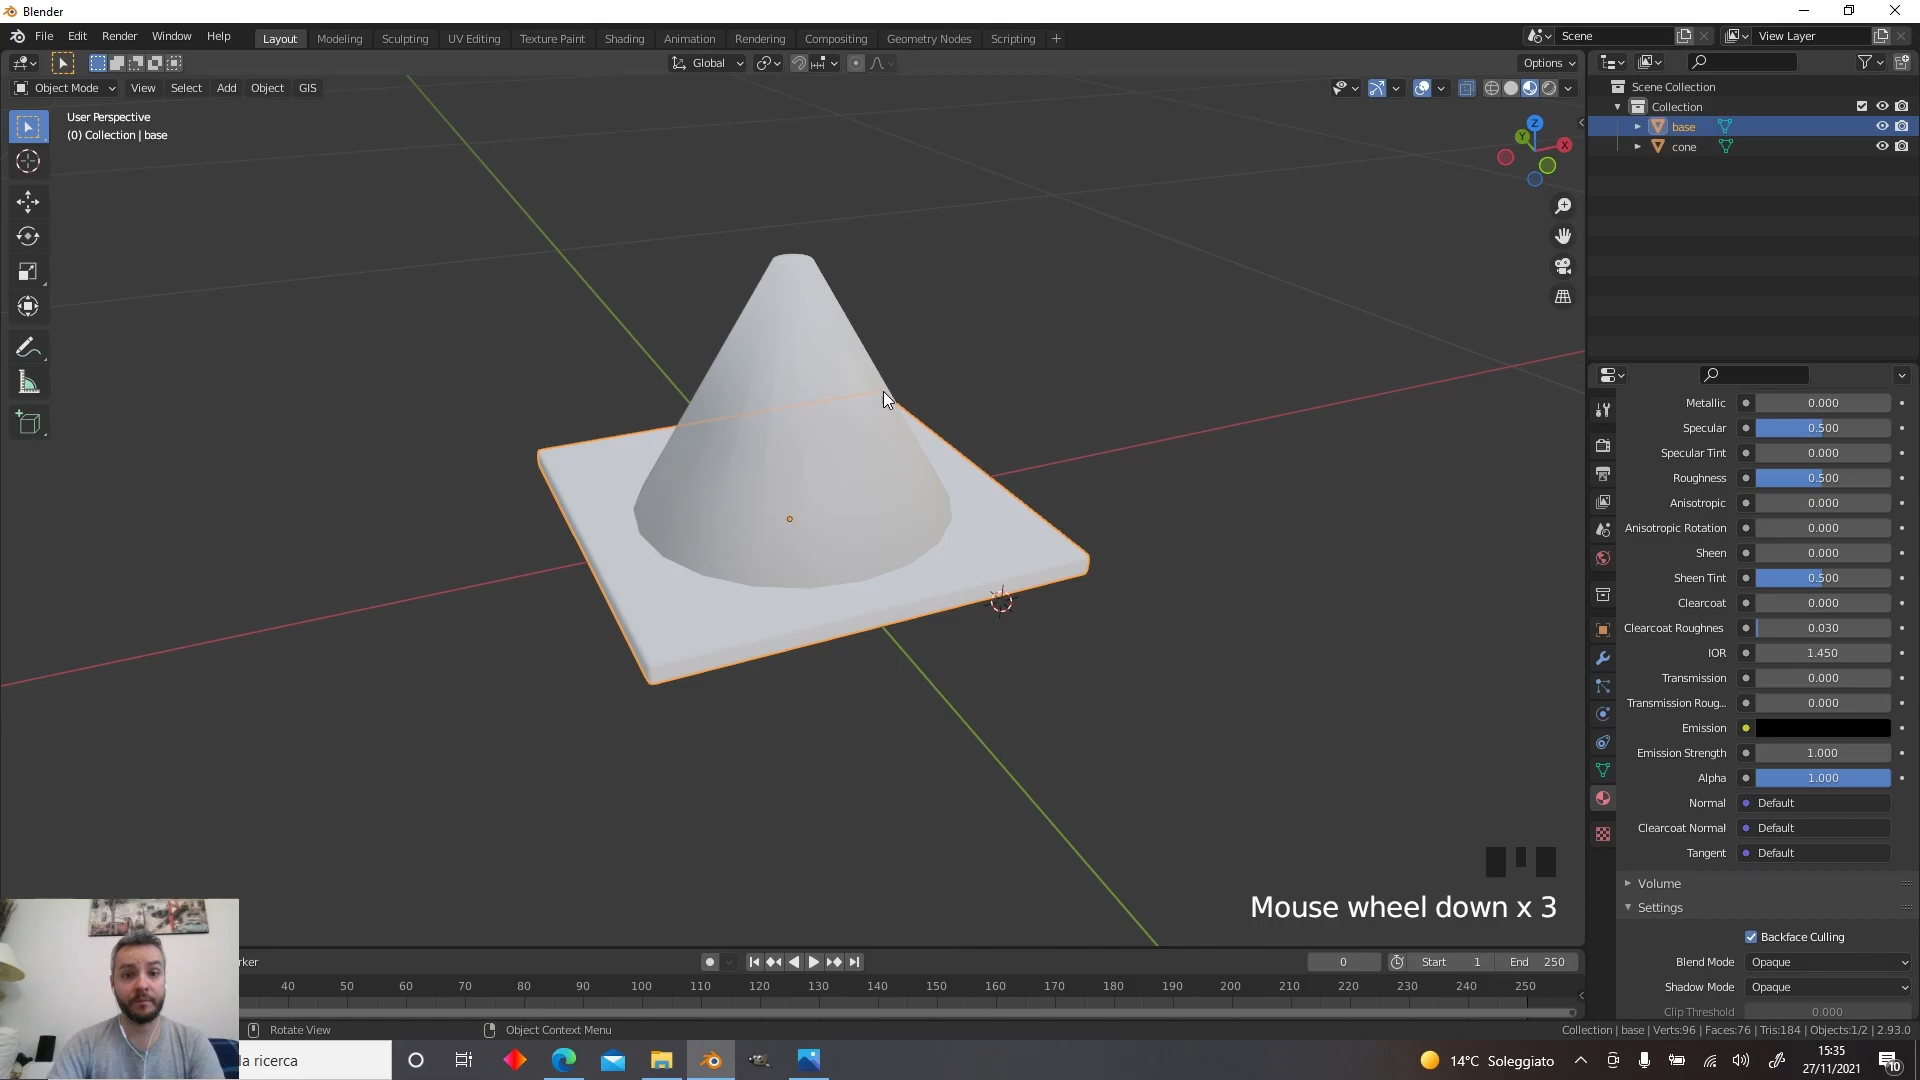 Blender
File Edit Render Window Help
Layout Modeling Sculpting UV Editing Texture Paint Shading Animation Rendering Compositing Geometry Nodes Scripting +
Scene
View Layer
Global
Options
Object Mode View Select Add Object GIS
User Perspective
(0) Collection | base
Z
Y
X
Scene Collection
Collection
base
cone
Metallic 0.000
Specular 0.500
Specular Tint 0.000
Roughness 0.500
Anisotropic 0.000
Anisotropic Rotation 0.000
Sheen 0.000
Sheen Tint 0.500
Clearcoat 0.000
Clearcoat Roughnes 0.030
IOR 1.450
Transmission 0.000
Transmission Roug... 0.000
Emission
Emission Strength 1.000
Alpha 1.000
Normal Default
Clearcoat Normal Default
Tangent Default
Volume
Settings
Backface Culling
Blend Mode Opaque
Shadow Mode Opaque
Clip Threshold 0.000
Mouse wheel down x 3
rker
0 Start 1 End 250
40 50 60 70 80 90 100 110 120 130 140 150 160 170 180 190 200 210 220 230 240 250
Rotate View
Object Context Menu
Collection | base | Verts:96 | Faces:76 | Tris:184 | Objects:1/2 | 2.93.0
la ricerca
14°C Soleggiato
15:35
27/11/2021
10